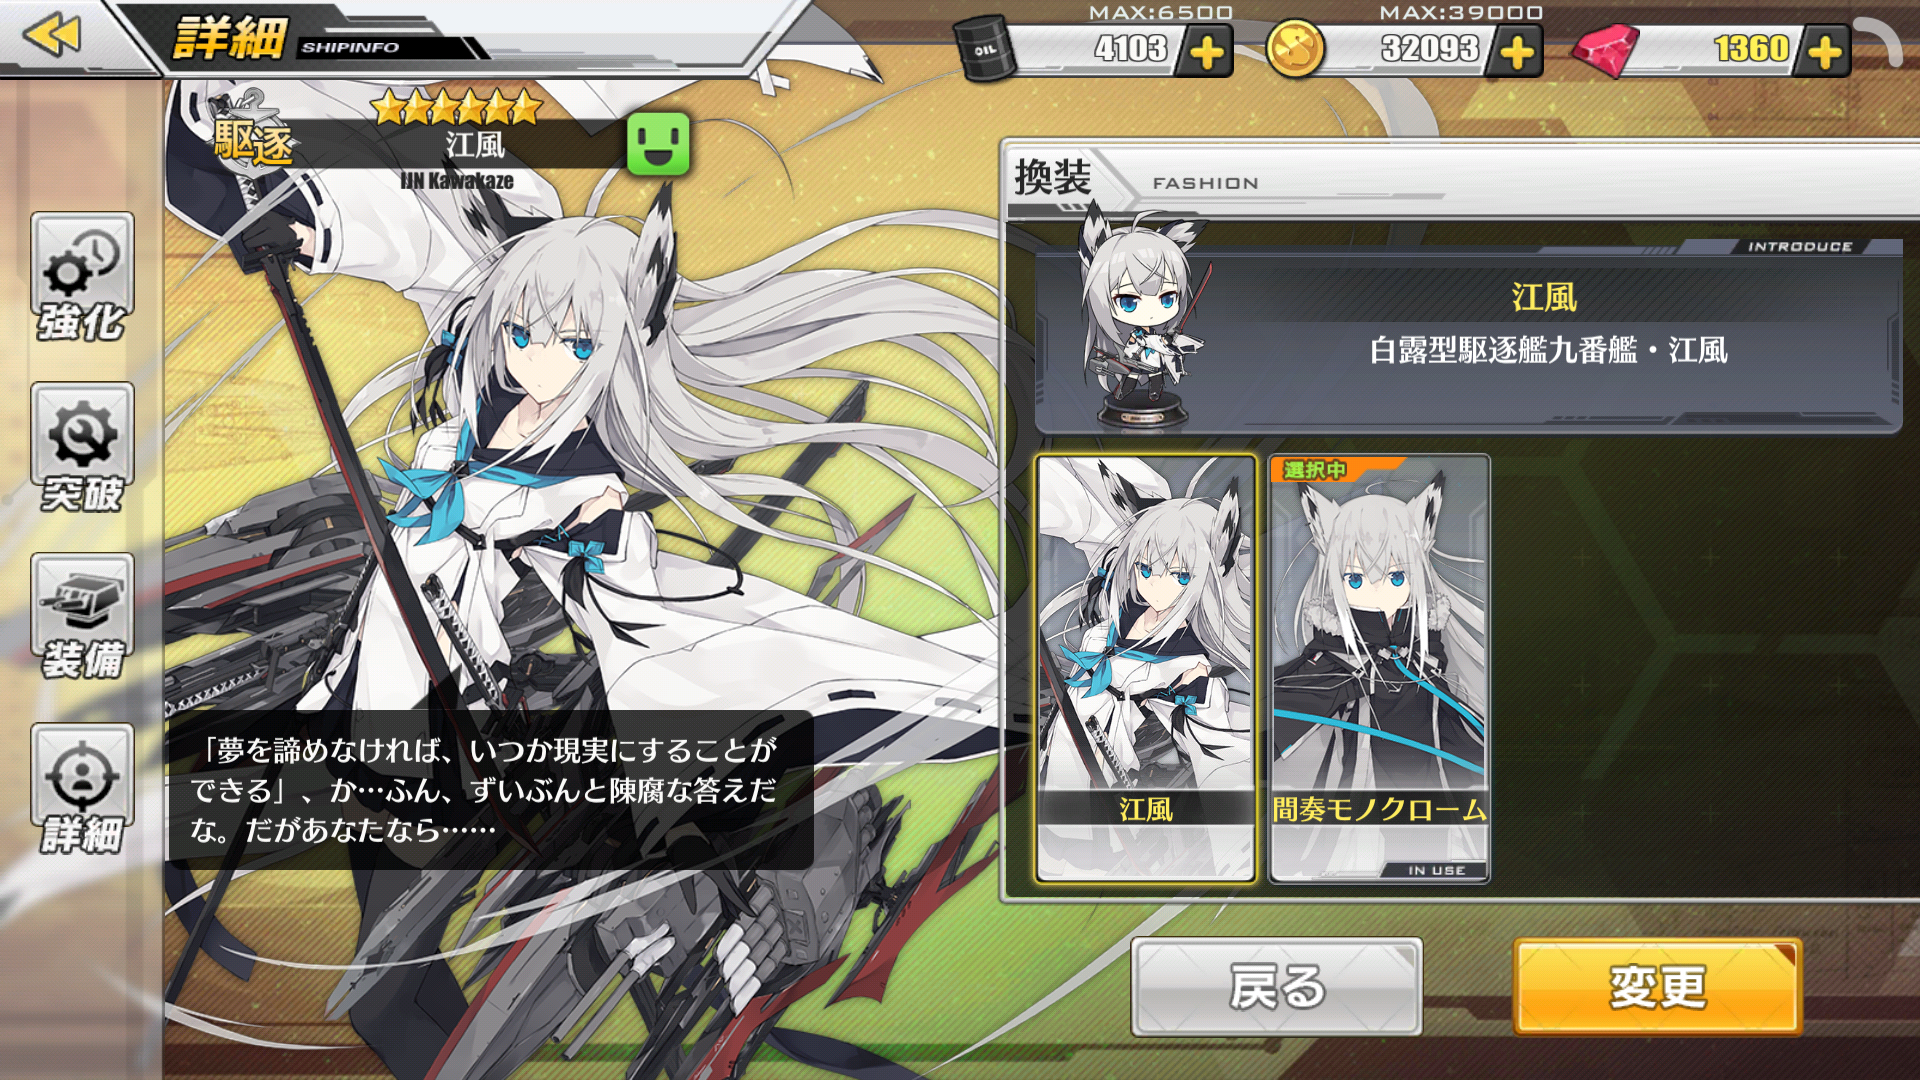 詳細
SHIPINFO
OIL
MAX:6500
4103
MAX:39000
32093
1360
駆逐
江風
IJN Kawakaze
強化
突破
装備
詳細
「夢を諦めなければ、いつか現実にすることが
できる」、か…ふん、ずいぶんと陳腐な答えだ
な。だがあなたなら……
換装
FASHION
INTRODUCE
江風
白露型駆逐艦九番艦・江風
江風
選択中
間奏モノクローム
IN USE
戻る
変更